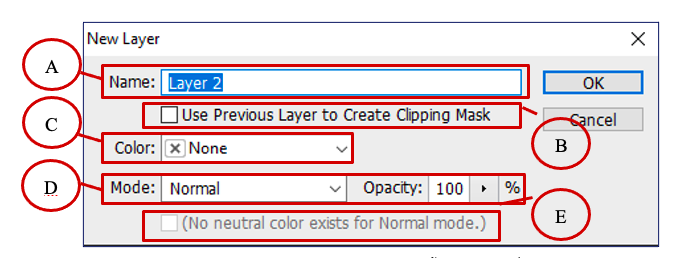 New Layer
A
Name: Layer 2 OK
Use Previous Layer to Create Clipping Mask
Cancel
B
C
Color: None
D
Mode: Normal Opacity: 100 %
E
(No neutral color exists for Normal mode.)